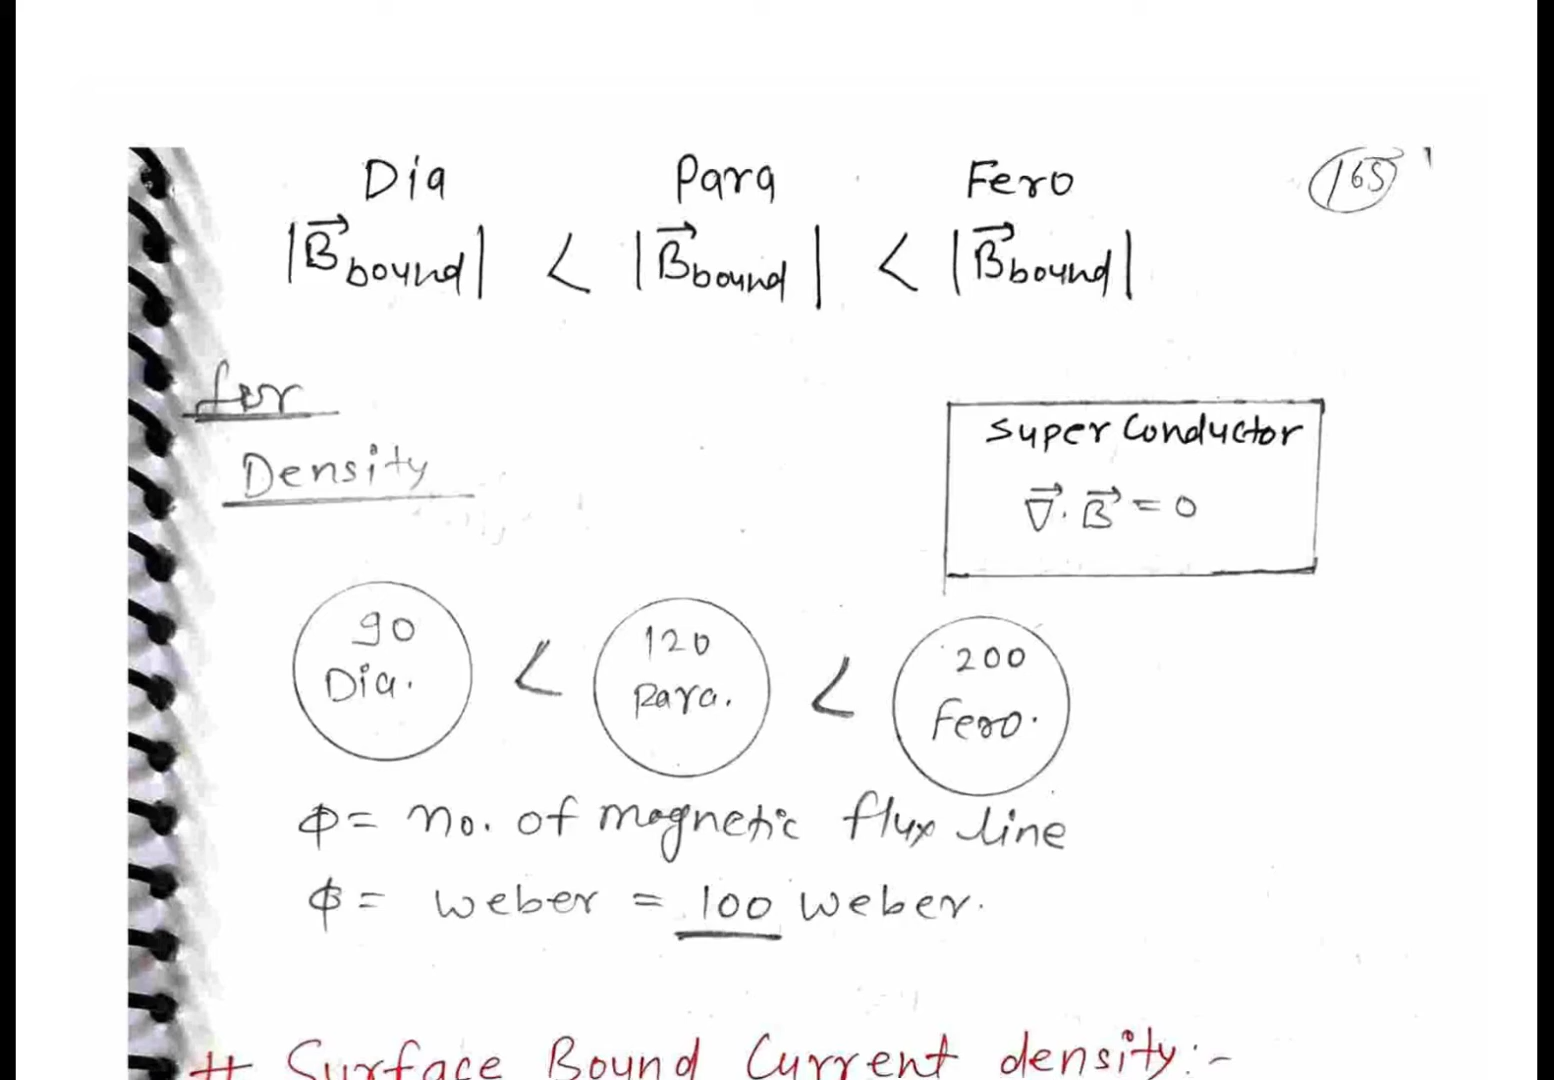 Dia Para Fero 165
|B⃗bound| < |B⃗bound| < |B⃗bound|
for
Density
Super Conductor
∇⃗. B⃗ = 0
90 Dia. < 120 Para. < 200 Fero.
φ = no. of magnetic flux line
φ = weber = 100 weber.
# Surface Bound Current density:-